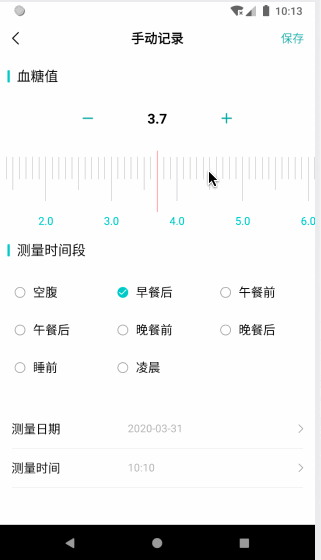 10:13
手动记录 保存
血糖值
− 3.7 +
2.0 3.0 4.0 5.0 6.0
测量时间段
空腹 早餐后 午餐前
午餐后 晚餐前 晚餐后
睡前 凌晨
测量日期 2020-03-31
测量时间 10:10